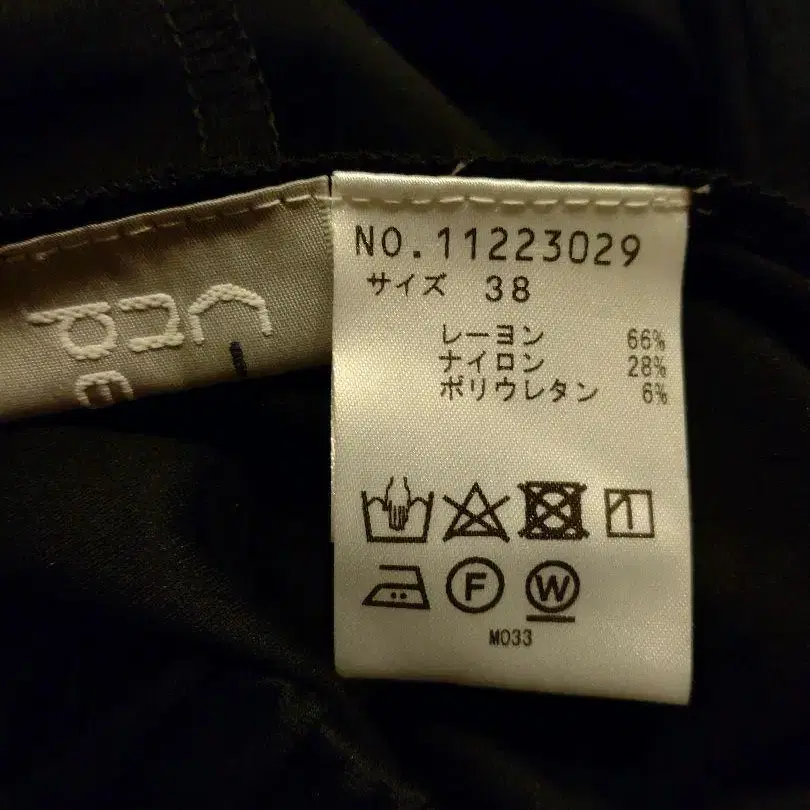 NO.11223029
サイズ 38
レーヨン 66%
ナイロン 28%
ポリウレタン 6%
F W
M033